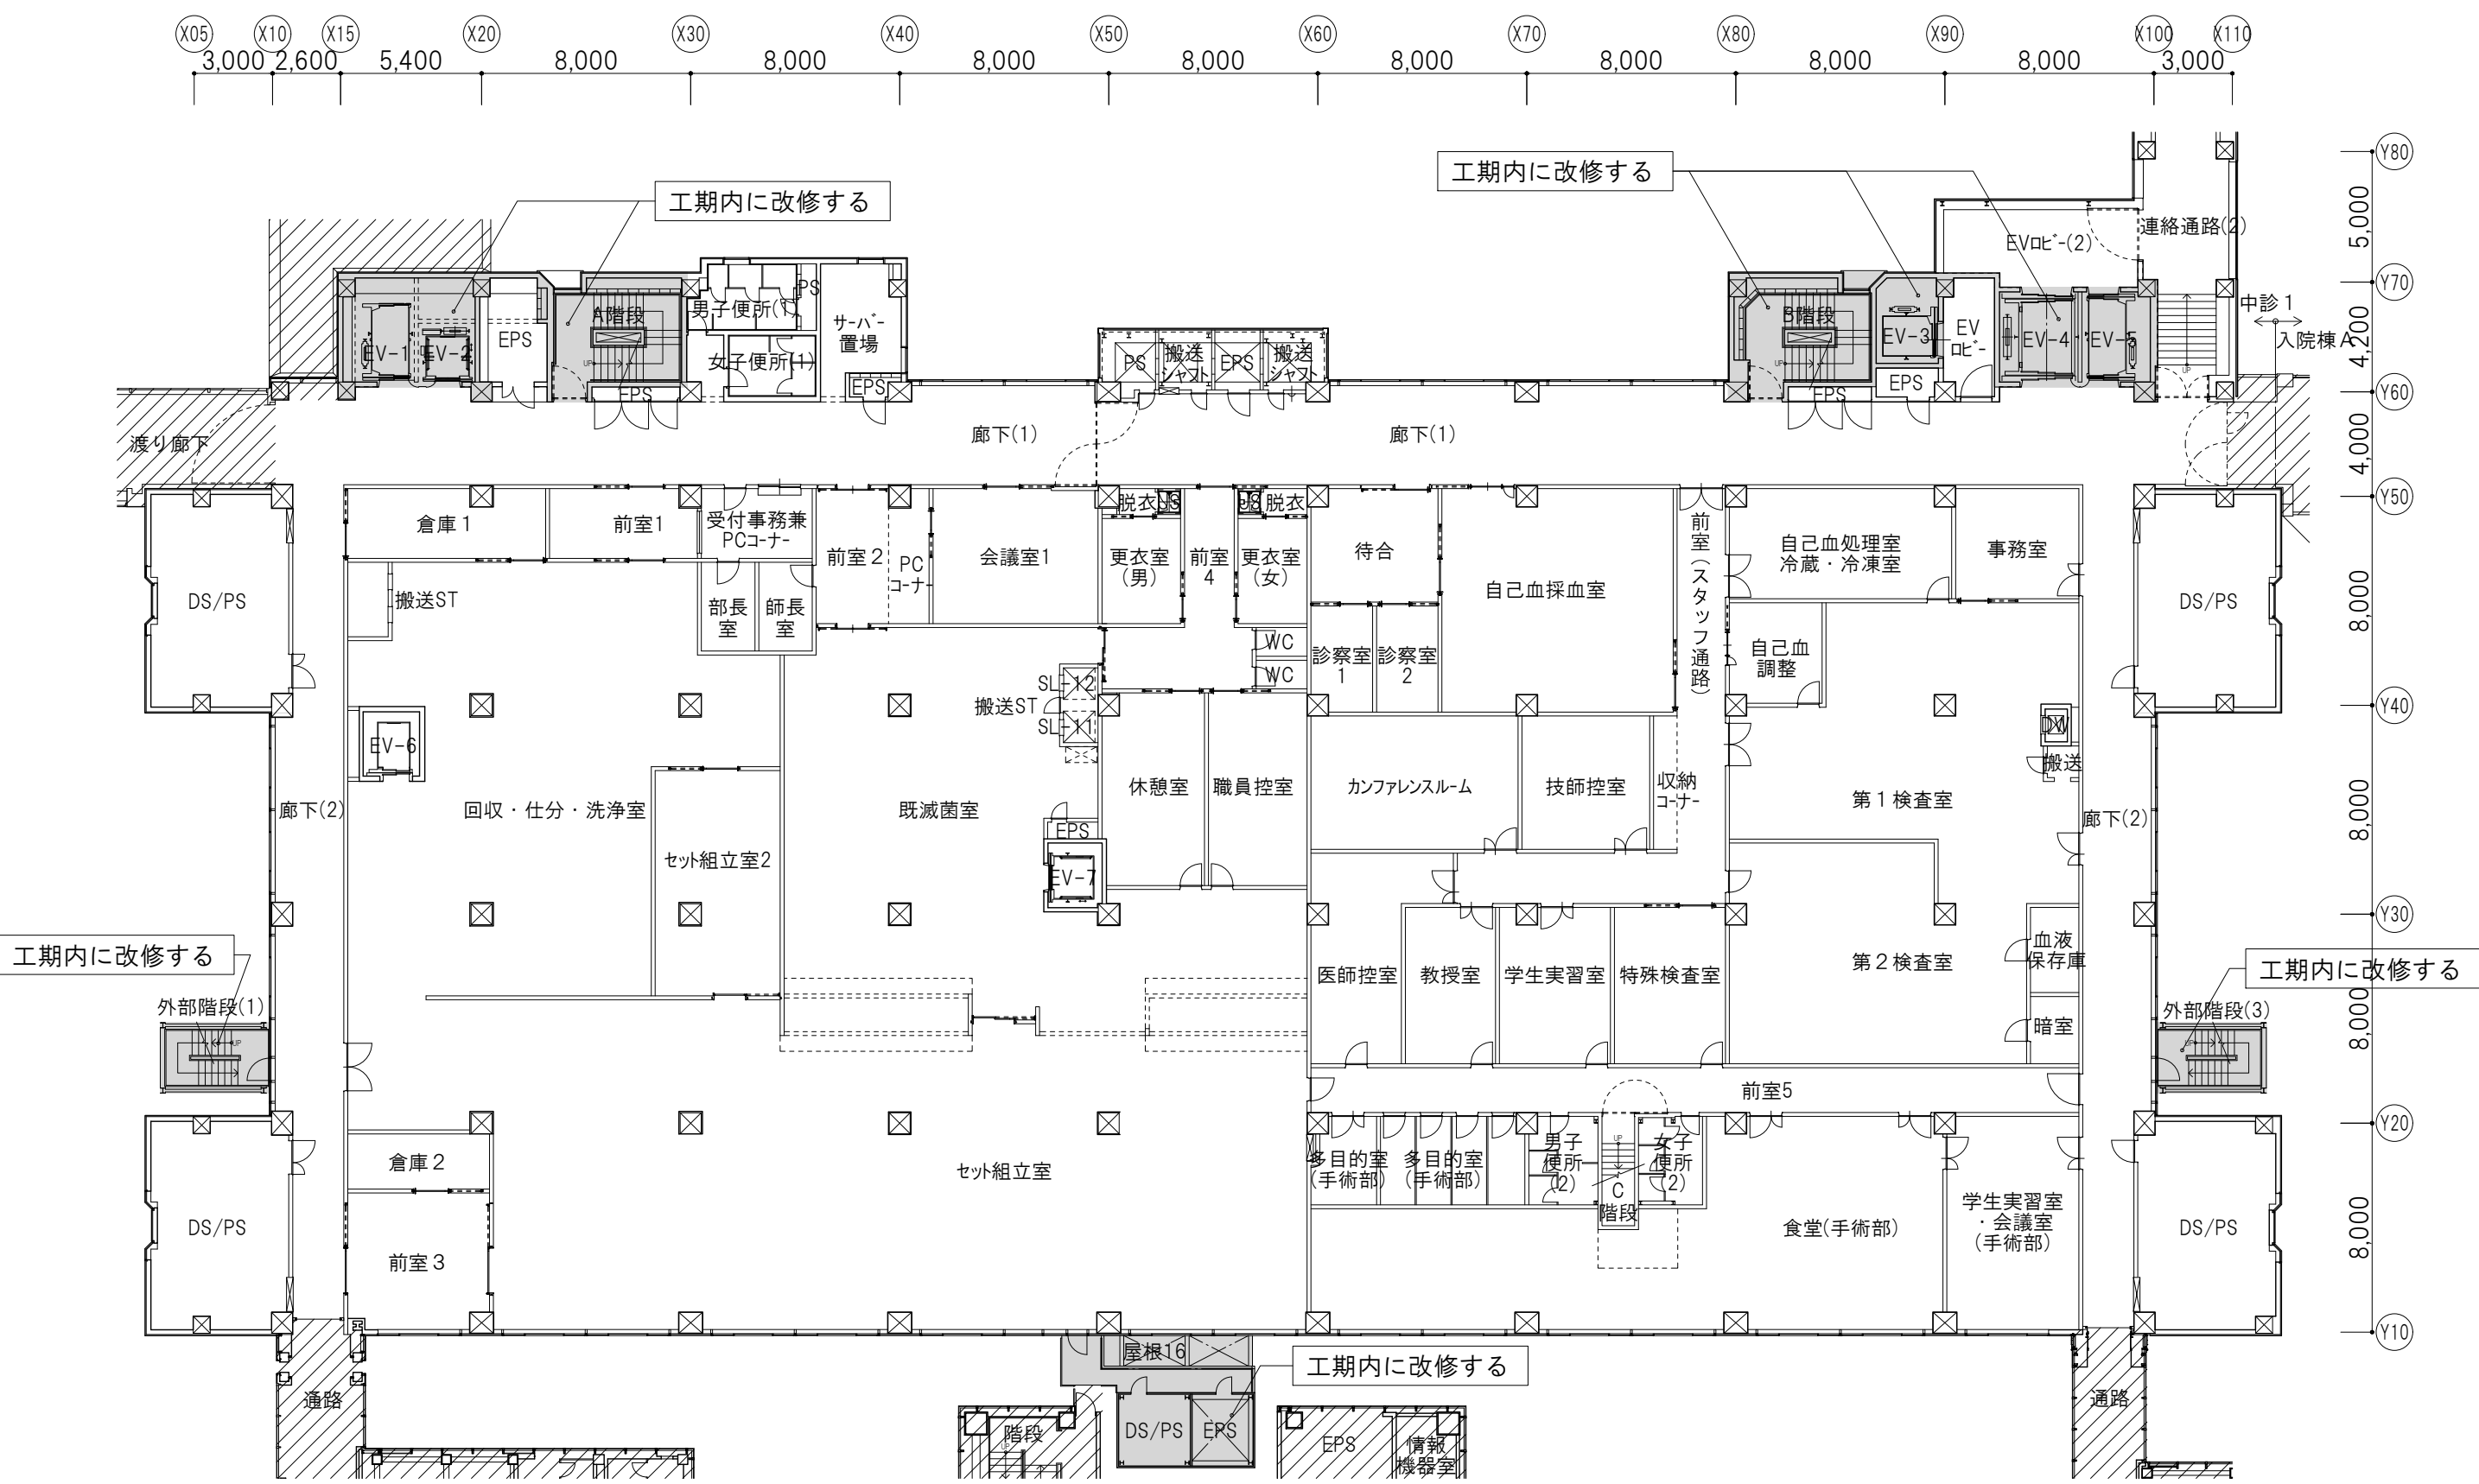 X05 X10 X15 X20 X30 X40 X50 X60 X70 X80 X90 X100 X110
3,000 2,600 5,400 8,000 8,000 8,000 8,000 8,000 8,000 8,000 8,000 3,000
Y80
5,000
Y70
4,200
Y60
4,000
Y50
8,000
Y40
8,000
Y30
8,000
Y20
8,000
Y10
工期内に改修する
工期内に改修する
連絡通路(2)
EVロビー(2)
中診1
入院棟A
EV-1
EV-2
EPS
A階段
UP
EPS
男子便所(1)
PS
女子便所(1)
サーバー
置場
EPS
PS
搬送
シャフト
EPS
搬送
シャフト
B階段
UP
EPS
EV-3
EPS
EV
ロビー
EV-4
EV-5
UP
渡り廊下
廊下(1)
廊下(1)
DS/PS
倉庫1
前室1
受付事務兼
PCコーナー
前室2
PC
コーナー
会議室1
脱衣
US
更衣室
(男)
前室
4
US
脱衣
更衣室
(女)
待合
自己血採血室
前室(スタッフ通路)
自己血処理室
冷蔵・冷凍室
事務室
DS/PS
搬送ST
部長
室
師長
室
WC
WC
診察室
1
診察室
2
自己血
調整
SL-12
搬送ST
SL-11
EV-6
DW
搬送
廊下(2)
回収・仕分・洗浄室
セット組立室2
既滅菌室
EPS
EV-7
休憩室
職員控室
カンファレンスルーム
技師控室
収納
コーナー
第1検査室
廊下(2)
工期内に改修する
外部階段(1)
UP
医師控室
教授室
学生実習室
特殊検査室
第2検査室
血液
保存庫
暗室
工期内に改修する
外部階段(3)
UP
前室5
DS/PS
倉庫2
前室3
セット組立室
多目的室
(手術部)
多目的室
(手術部)
男子
便所
(2)
UP
C
階段
女子
便所
(2)
食堂(手術部)
学生実習室
・会議室
(手術部)
DS/PS
通路
屋根16
工期内に改修する
DS/PS
EPS
階段
UP
EPS
情報
機器室
通路